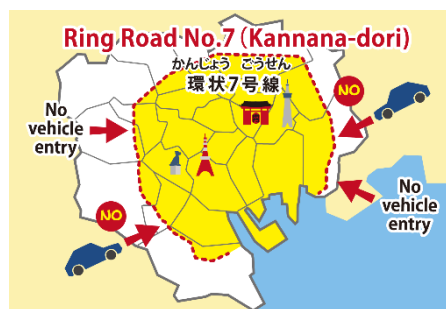 Ring Road No.7 (Kannana-dori)
かんじょう ごうせん
環状7号線
NO
No
vehicle
entry
NO
No
vehicle
entry